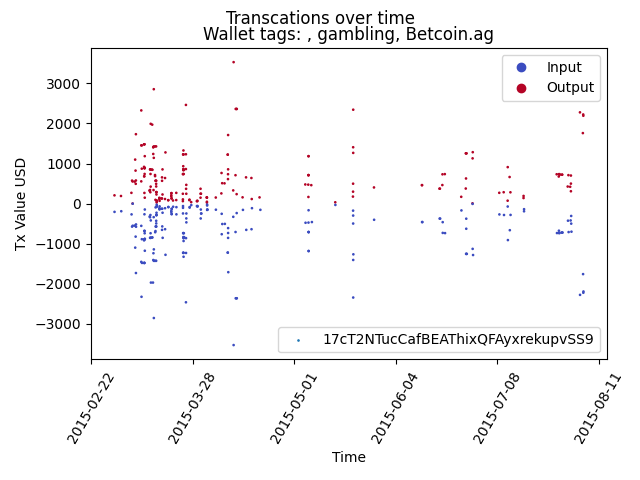 Transcations over time
Wallet tags: , gambling, Betcoin.ag
Input
Output
Tx Value USD
3000
2000
1000
0
−1000
−2000
−3000
17cT2NTucCafBEAThixQFAyxrekupvSS9
2015-02-22
2015-03-28
2015-05-01
2015-06-04
2015-07-08
2015-08-11
Time